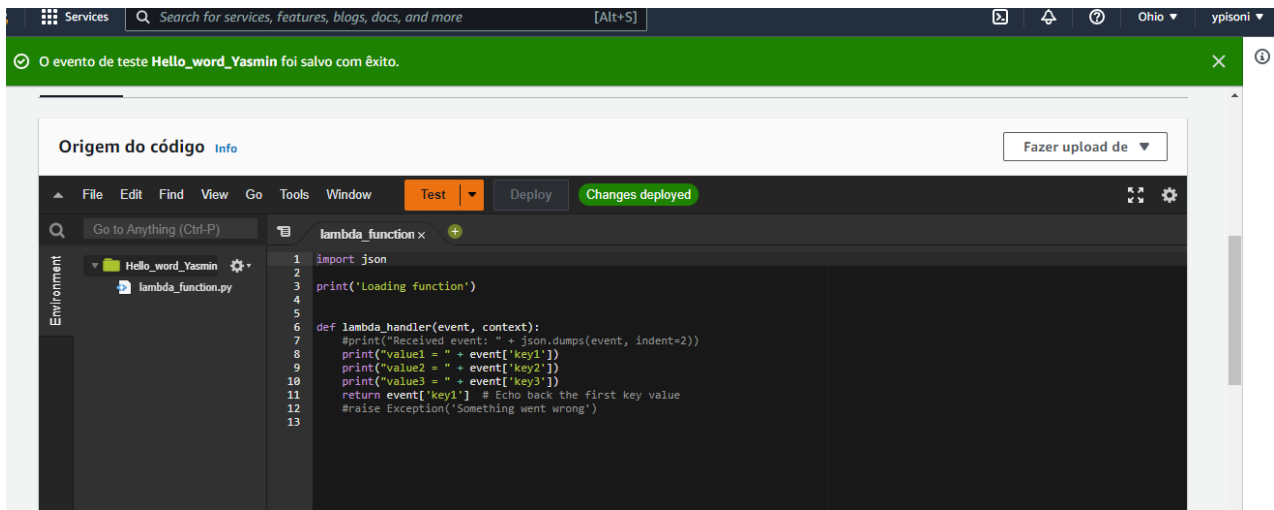 Services Search for services, features, blogs, docs, and more [Alt+S] Ohio ypisoni
O evento de teste Hello_word_Yasmin foi salvo com êxito.
Origem do código Info Fazer upload de
File Edit Find View Go Tools Window Test Deploy Changes deployed
Go to Anything (Ctrl-P) lambda_function
Environment
Hello_word_Yasmin
lambda_function.py
1 import json
2
3 print('Loading function')
4
5
6 def lambda_handler(event, context):
7 #print("Received event: " + json.dumps(event, indent=2))
8 print("value1 = " + event['key1'])
9 print("value2 = " + event['key2'])
10 print("value3 = " + event['key3'])
11 return event['key1']  # Echo back the first key value
12 #raise Exception('Something went wrong')
13